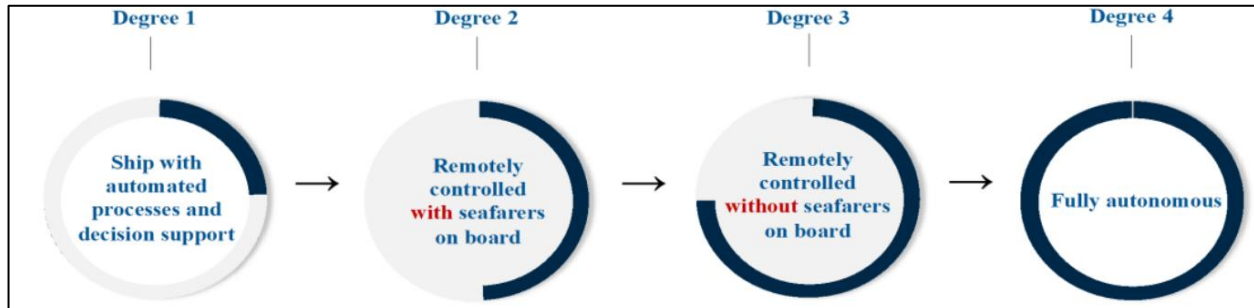 Degree 1
Degree 2
Degree 3
Degree 4
Ship with
automated
processes and
decision support
Remotely
controlled
with seafarers
on board
Remotely
controlled
without seafarers
on board
Fully autonomous